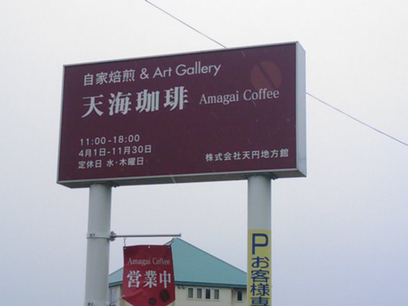 自家焙煎 & Art Gallery
天海珈琲 Amagai Coffee
11:00-18:00
4月1日-11月30日
定休日 水・木曜日
株式会社天円地方館
Amagai Coffee
営業中
P
お客様専